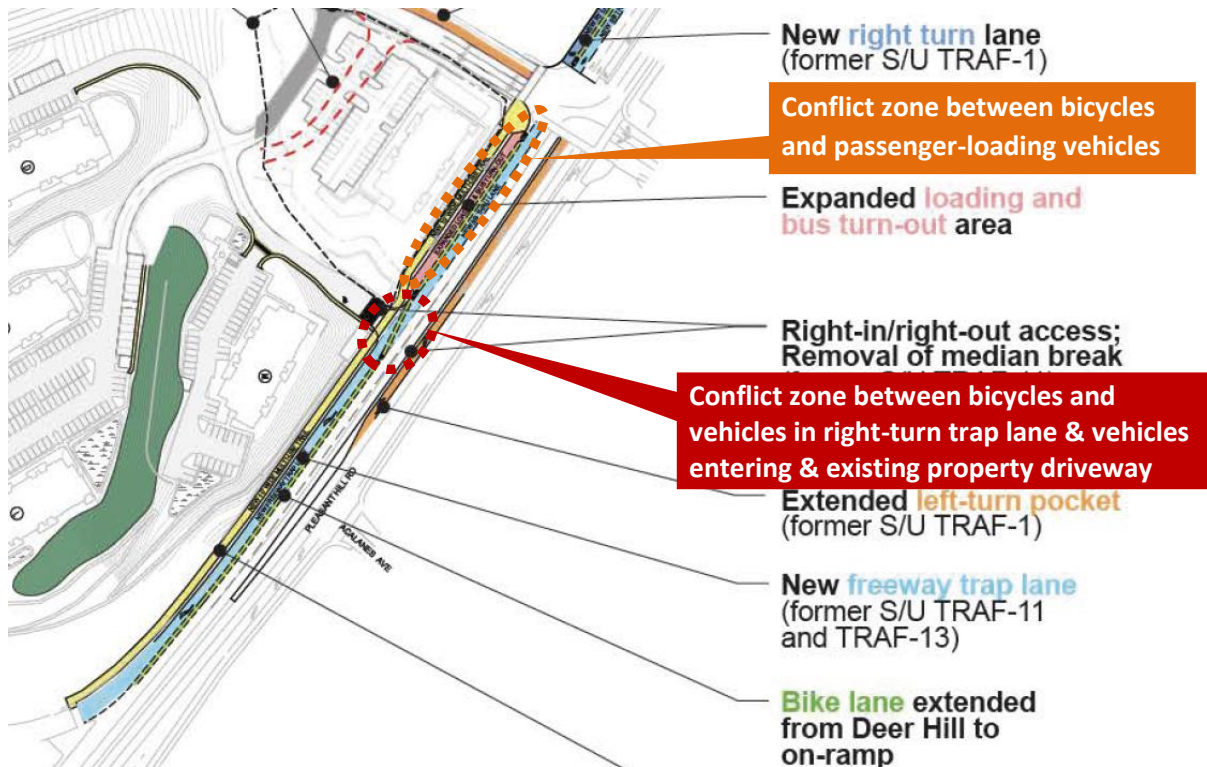 New right turn lane
(former S/U TRAF-1)
Conflict zone between bicycles
and passenger-loading vehicles
Expanded loading and
bus turn-out area
Right-in/right-out access;
Removal of median break
Conflict zone between bicycles and
vehicles in right-turn trap lane & vehicles
entering & existing property driveway
Extended left-turn pocket
(former S/U TRAF-1)
New freeway trap lane
(former S/U TRAF-11
and TRAF-13)
Bike lane extended
from Deer Hill to
on-ramp
PLEASANT HILL RD
ACALANES AVE